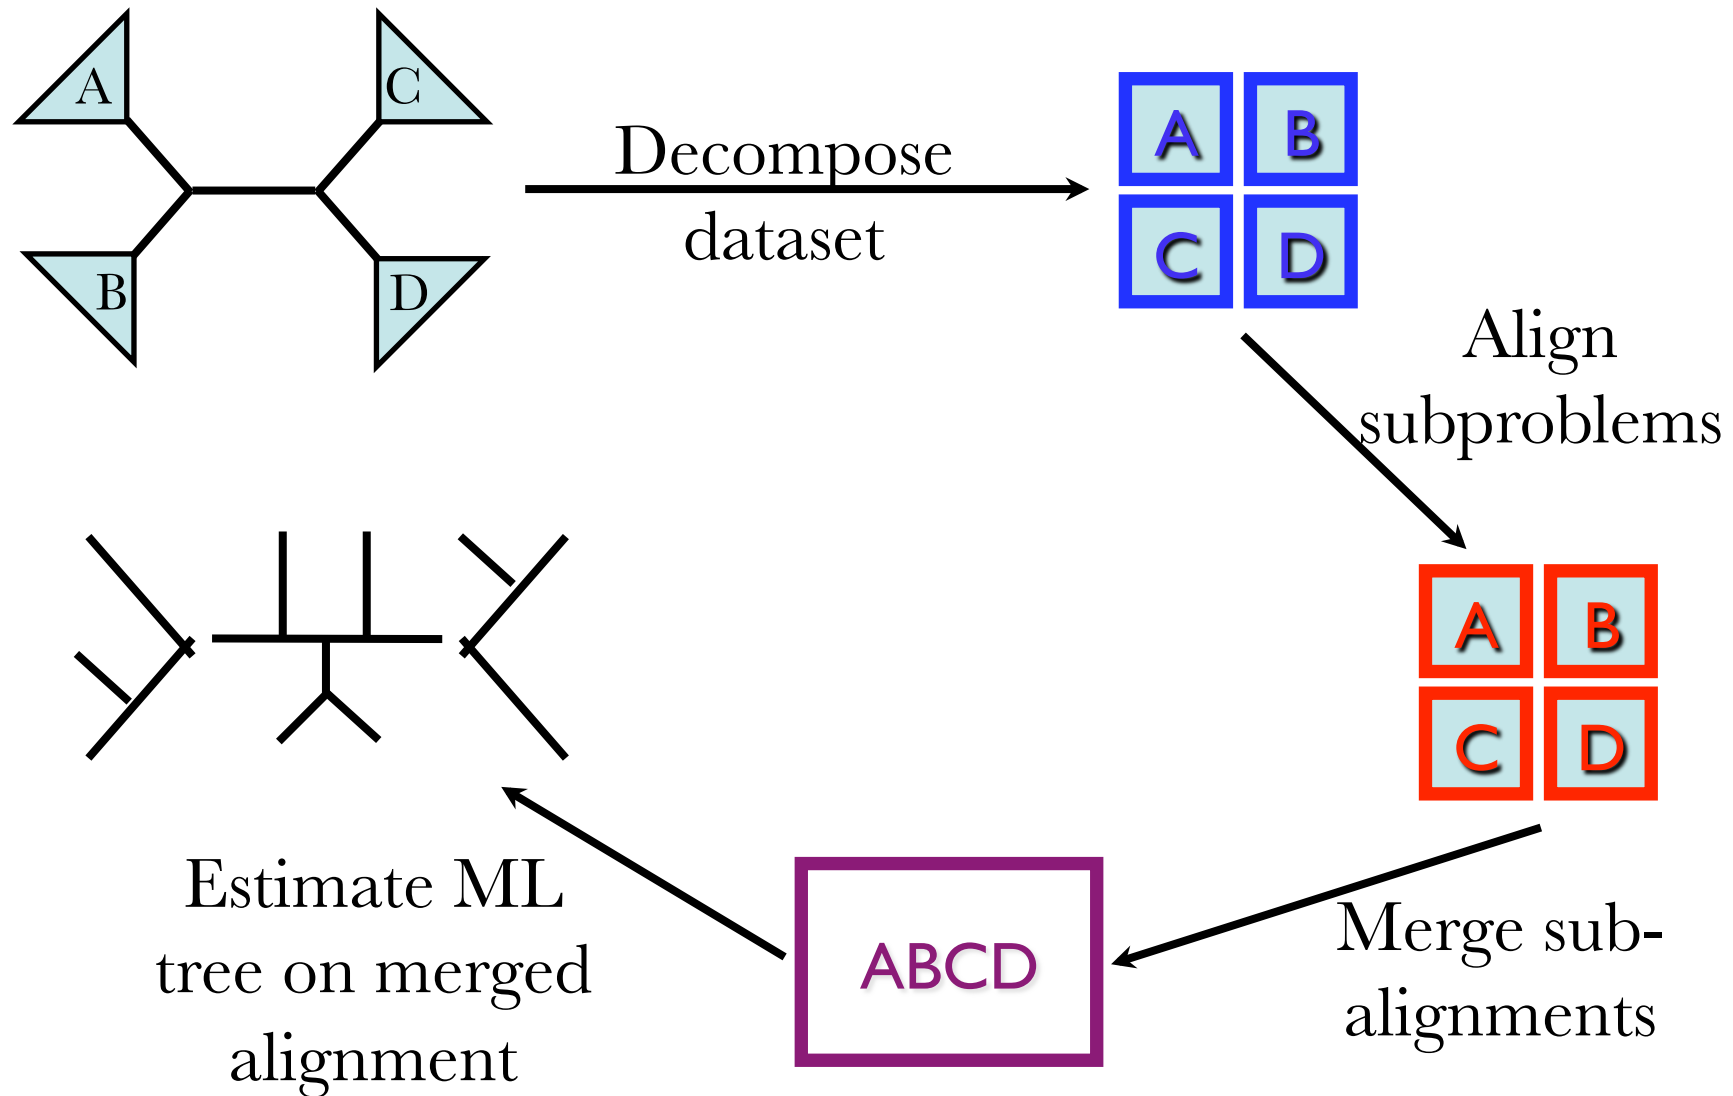 A
C
B
D
Decompose
dataset
A B
C D
Align
subproblems
A B
C D
Merge sub-
alignments
ABCD
Estimate ML
tree on merged
alignment